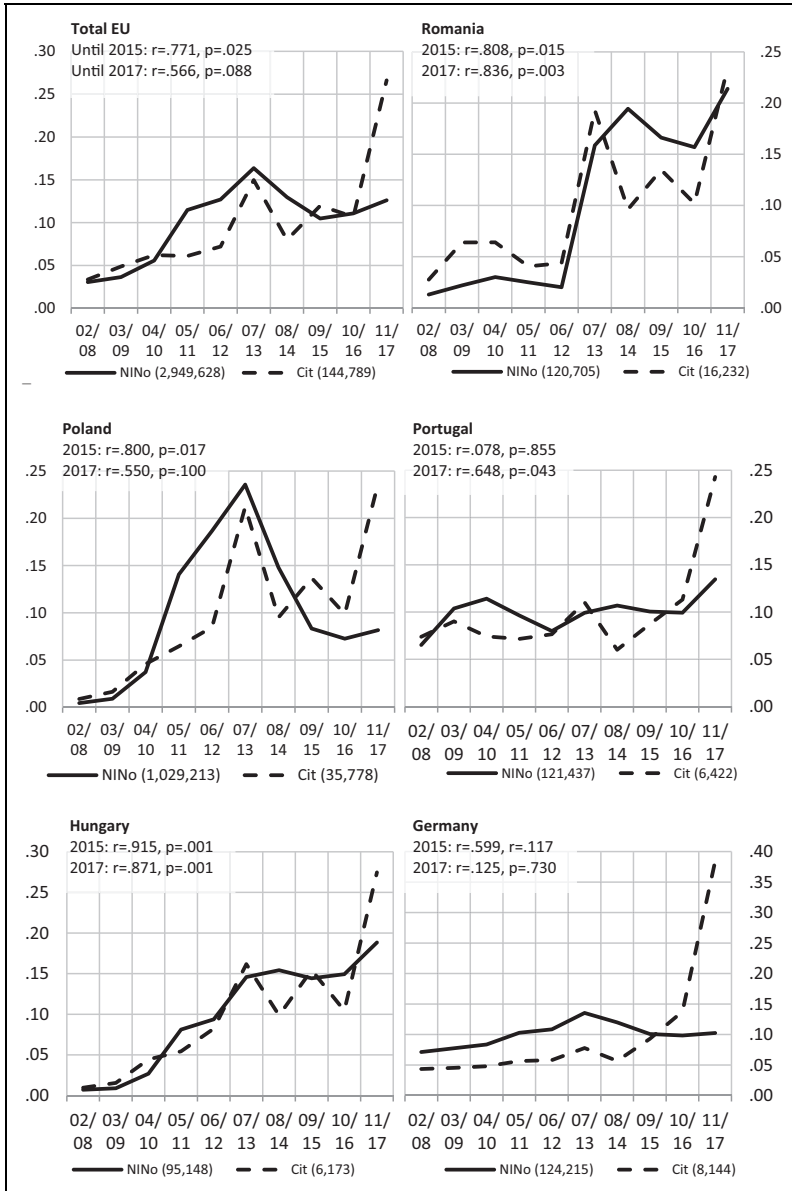 Total EU
Until 2015: r=.771, p=.025
Until 2017: r=.566, p=.088
.30
.25
.20
.15
.10
.05
.00
02/ 03/ 04/ 05/ 06/ 07/ 08/ 09/ 10/ 11/
08 09 10 11 12 13 14 15 16 17
NINo (2,949,628) Cit (144,789)
Romania
2015: r=.808, p=.015
2017: r=.836, p=.003
.25
.20
.15
.10
.05
.00
02/ 03/ 04/ 05/ 06/ 07/ 08/ 09/ 10/ 11/
08 09 10 11 12 13 14 15 16 17
NINo (120,705) Cit (16,232)
Poland
2015: r=.800, p=.017
2017: r=.550, p=.100
.25
.20
.15
.10
.05
.00
02/ 03/ 04/ 05/ 06/ 07/ 08/ 09/ 10/ 11/
08 09 10 11 12 13 14 15 16 17
NINo (1,029,213) Cit (35,778)
Portugal
2015: r=.078, p=.855
2017: r=.648, p=.043
.25
.20
.15
.10
.05
.00
02/ 03/ 04/ 05/ 06/ 07/ 08/ 09/ 10/ 11/
08 09 10 11 12 13 14 15 16 17
NINo (121,437) Cit (6,422)
Hungary
2015: r=.915, p=.001
2017: r=.871, p=.001
.30
.25
.20
.15
.10
.05
.00
02/ 03/ 04/ 05/ 06/ 07/ 08/ 09/ 10/ 11/
08 09 10 11 12 13 14 15 16 17
NINo (95,148) Cit (6,173)
Germany
2015: r=.599, r=.117
2017: r=.125, p=.730
.40
.35
.30
.25
.20
.15
.10
.05
.00
02/ 03/ 04/ 05/ 06/ 07/ 08/ 09/ 10/ 11/
08 09 10 11 12 13 14 15 16 17
NINo (124,215) Cit (8,144)